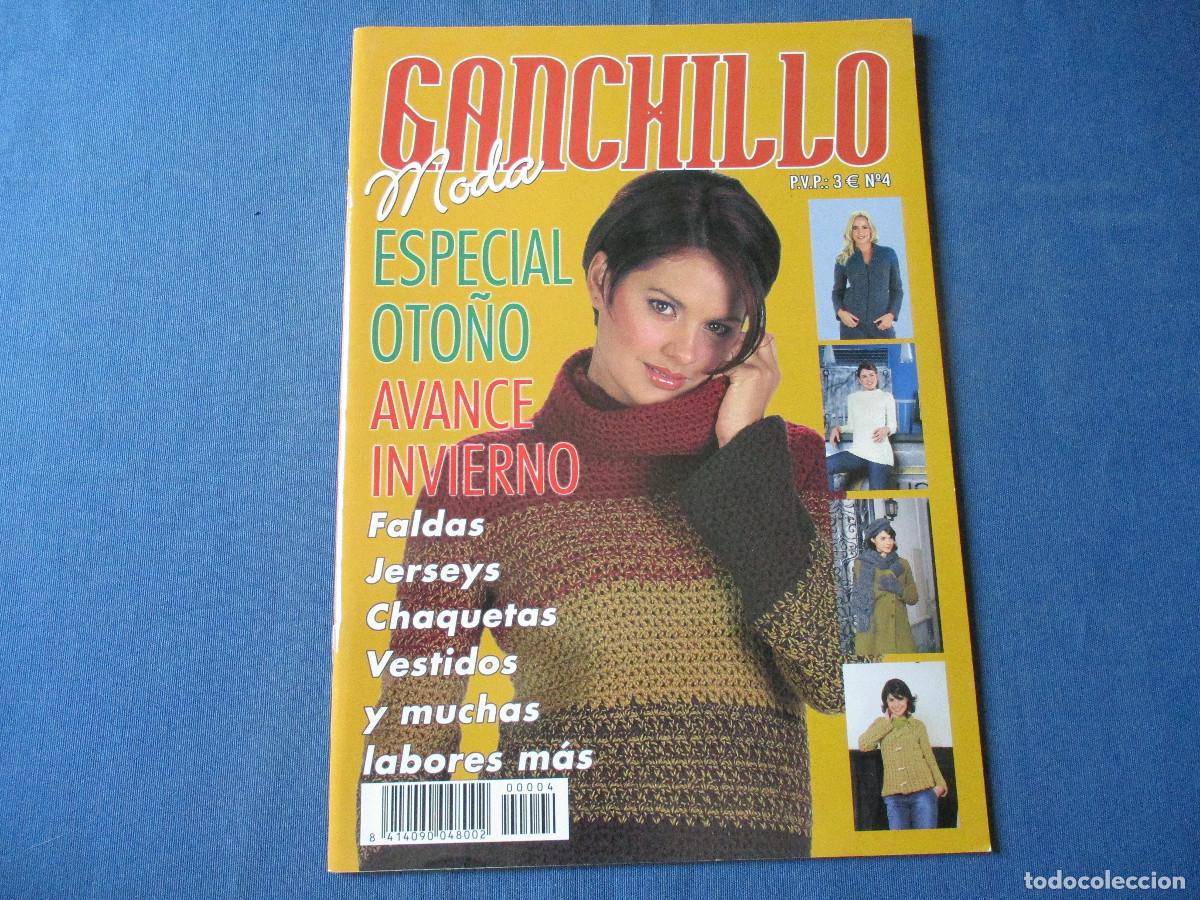 GANCHILLO
Moda
P.V.P.: 3 € Nº4
ESPECIAL
OTOÑO
AVANCE
INVIERNO
Faldas
Jerseys
Chaquetas
Vestidos
y muchas
labores más
00004
8 414090 048002
todocoleccion